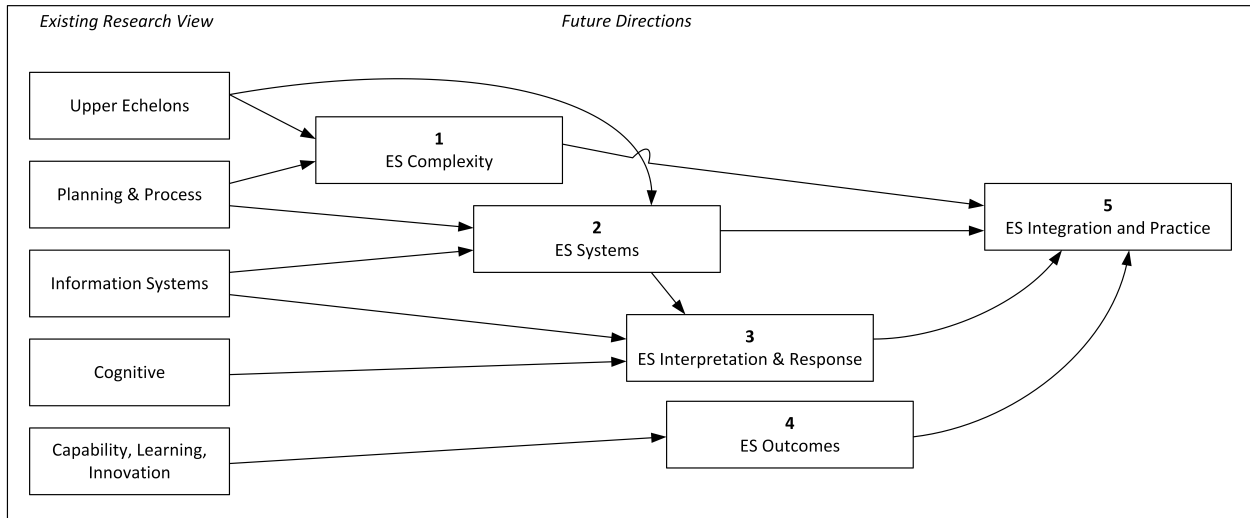 Existing Research View
Future Directions
Upper Echelons
1
ES Complexity
Planning & Process
2
ES Systems
5
ES Integration and Practice
Information Systems
3
ES Interpretation & Response
Cognitive
4
ES Outcomes
Capability, Learning,
Innovation